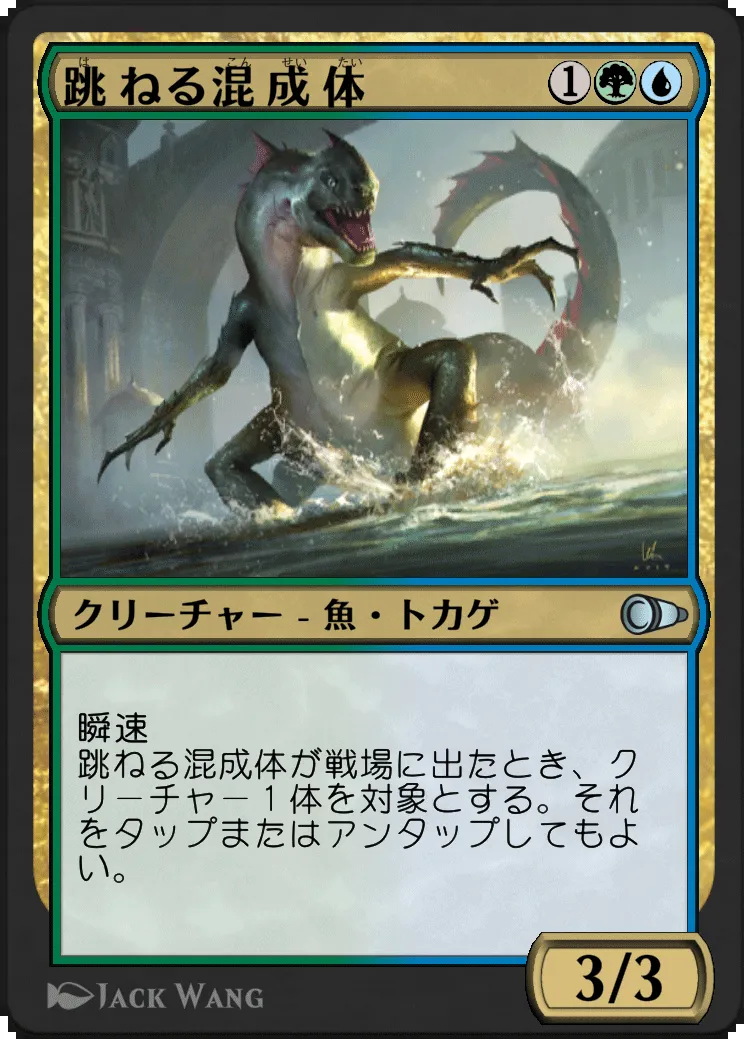 跳ねる混成体
1
クリーチャー - 魚・トカゲ
瞬速
跳ねる混成体が戦場に出たとき、ク
リーチャー１体を対象とする。それ
をタップまたはアンタップしてもよ
い。
3/3
JACK WANG